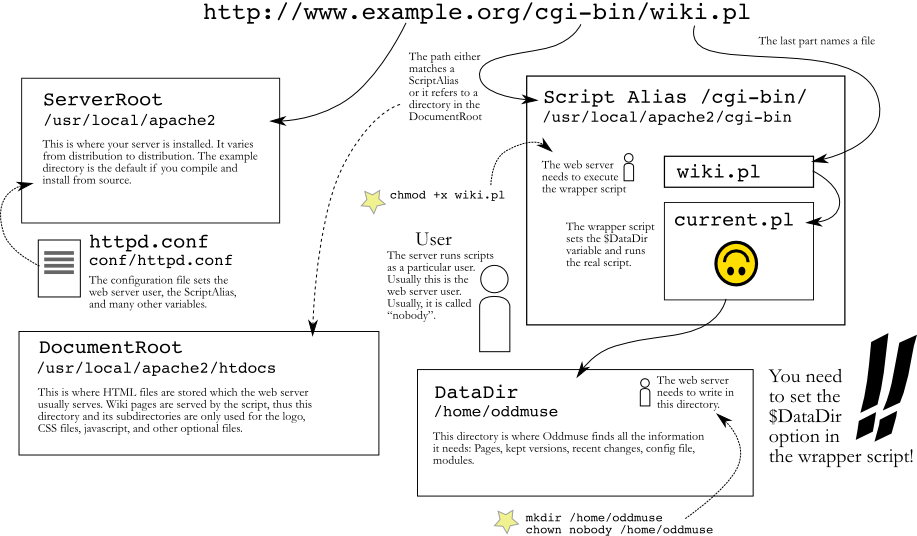 http://www.example.org/cgi-bin/wiki.pl
The last part names a file
The path either
matches a
ScriptAlias
or it refers to a
directory in the
DocumentRoot
ServerRoot
/usr/local/apache2
This is where your server is installed. It varies
from distribution to distribution. The example
directory is the default if you compile and
install from source.
Script Alias /cgi-bin/
/usr/local/apache2/cgi-bin
The web server
needs to execute
the wrapper script
wiki.pl
chmod +x wiki.pl
The wrapper script
sets the $DataDir
variable and runs
the real script.
current.pl
httpd.conf
conf/httpd.conf
The configuration file sets the
web server user, the ScriptAlias,
and many other variables.
User
The server runs scripts
as a particular user.
Usually this is the
web server user.
Usually, it is called
“nobody”.
DocumentRoot
/usr/local/apache2/htdocs
This is where HTML files are stored which the web server
usually serves. Wiki pages are served by the script, thus this
directory and its subdirectories are only used for the logo,
CSS files, javascript, and other optional files.
DataDir
/home/oddmuse
The web server
needs to write in
this directory.
This directory is where Oddmuse finds all the information
it needs: Pages, kept versions, recent changes, config file,
modules.
You need
to set the
$DataDir
option in
the wrapper script!
!!
mkdir /home/oddmuse
chown nobody /home/oddmuse